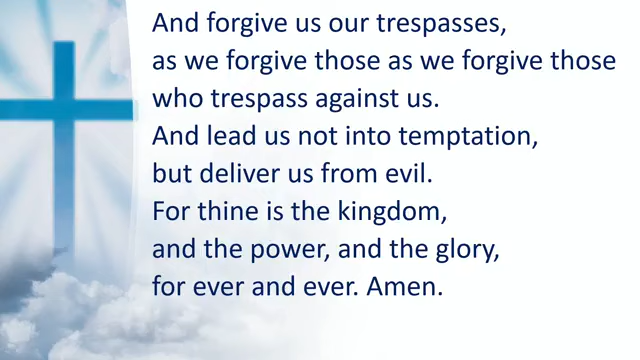 And forgive us our trespasses,
as we forgive those as we forgive those
who trespass against us.
And lead us not into temptation,
but deliver us from evil.
For thine is the kingdom,
and the power, and the glory,
for ever and ever. Amen.